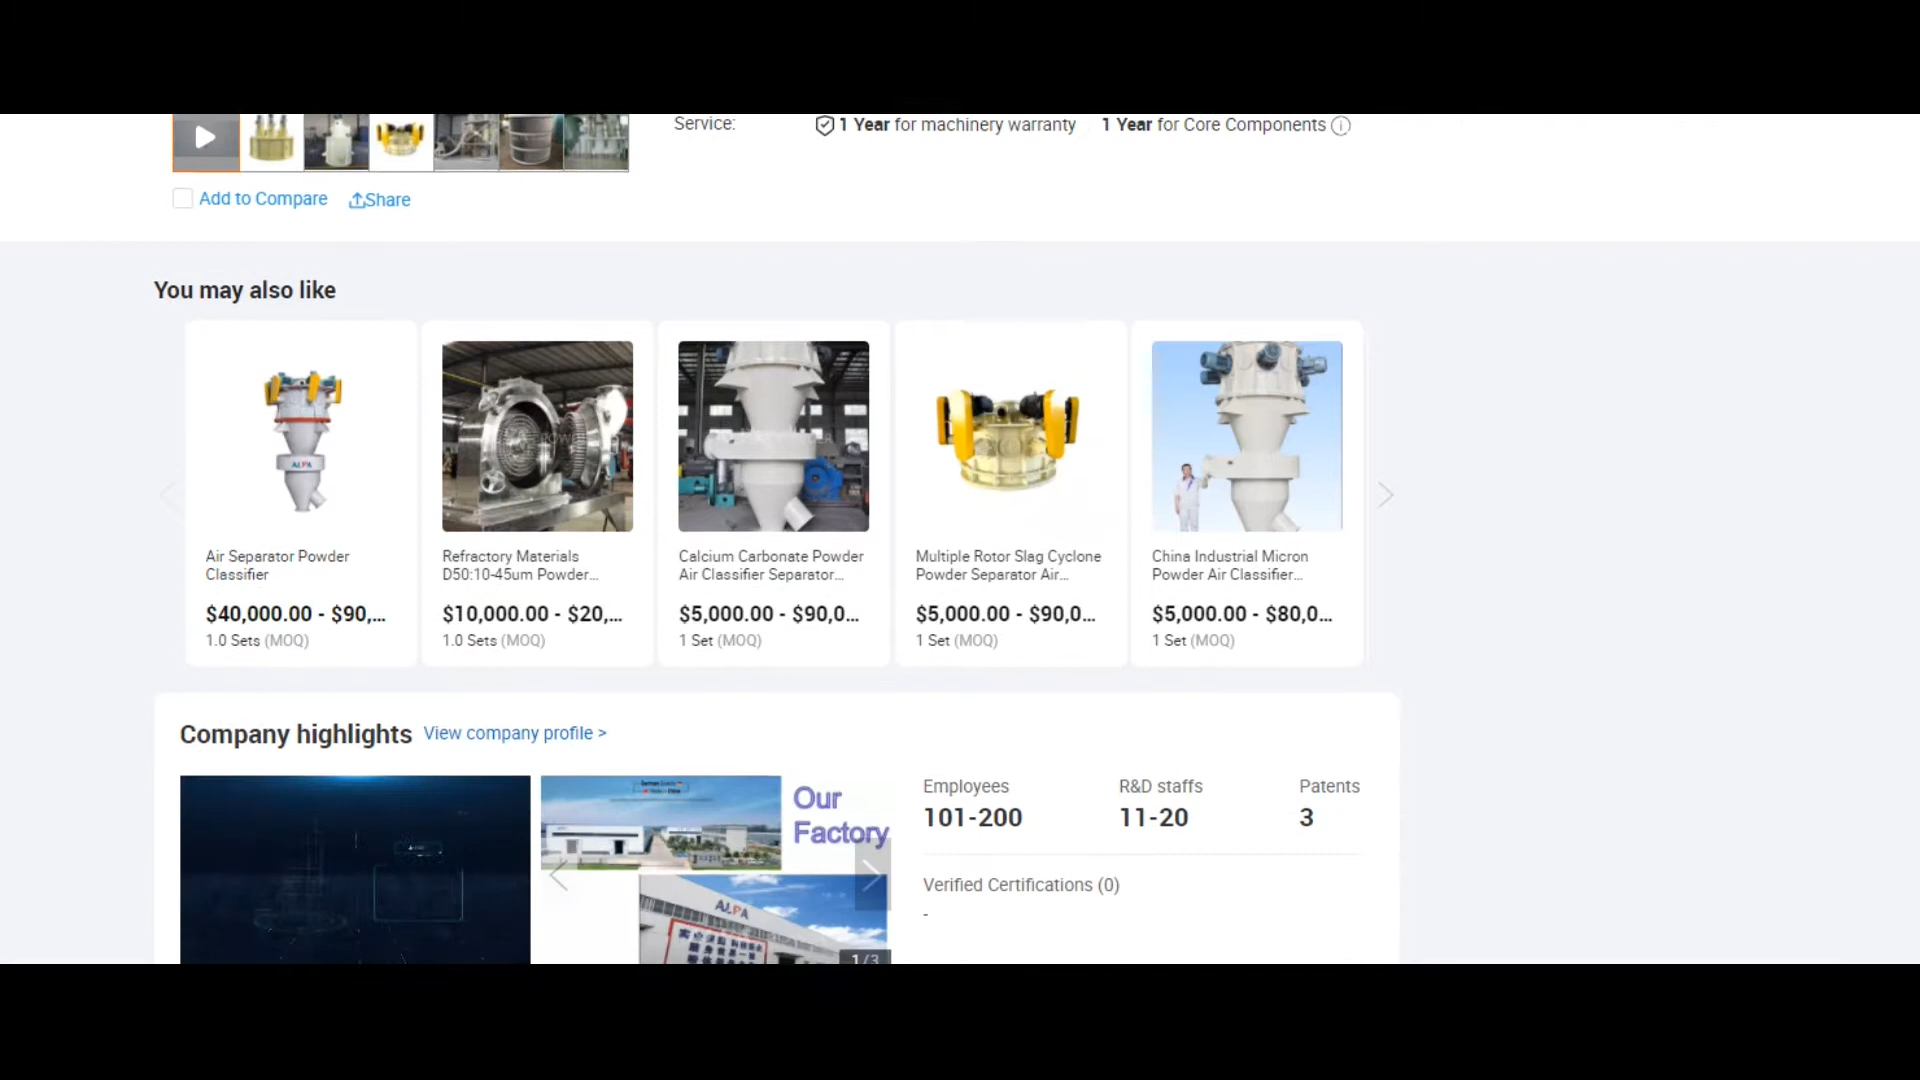 Service:
1 Year for machinery warranty
1 Year for Core Components
Add to Compare
Share
You may also like
ALPA
Air Separator Powder
Classifier
$40,000.00 - $90,...
1.0 Sets (MOQ)
Refractory Materials
D50:10-45um Powder...
$10,000.00 - $20,...
1.0 Sets (MOQ)
Calcium Carbonate Powder
Air Classifier Separator...
$5,000.00 - $90,0...
1 Set (MOQ)
Multiple Rotor Slag Cyclone
Powder Separator Air...
$5,000.00 - $90,0...
1 Set (MOQ)
China Industrial Micron
Powder Air Classifier...
$5,000.00 - $80,0...
1 Set (MOQ)
Company highlights
View company profile >
Our
Factory
ALPA
1/3
Employees
101-200
R&D staffs
11-20
Patents
3
Verified Certifications (0)
-